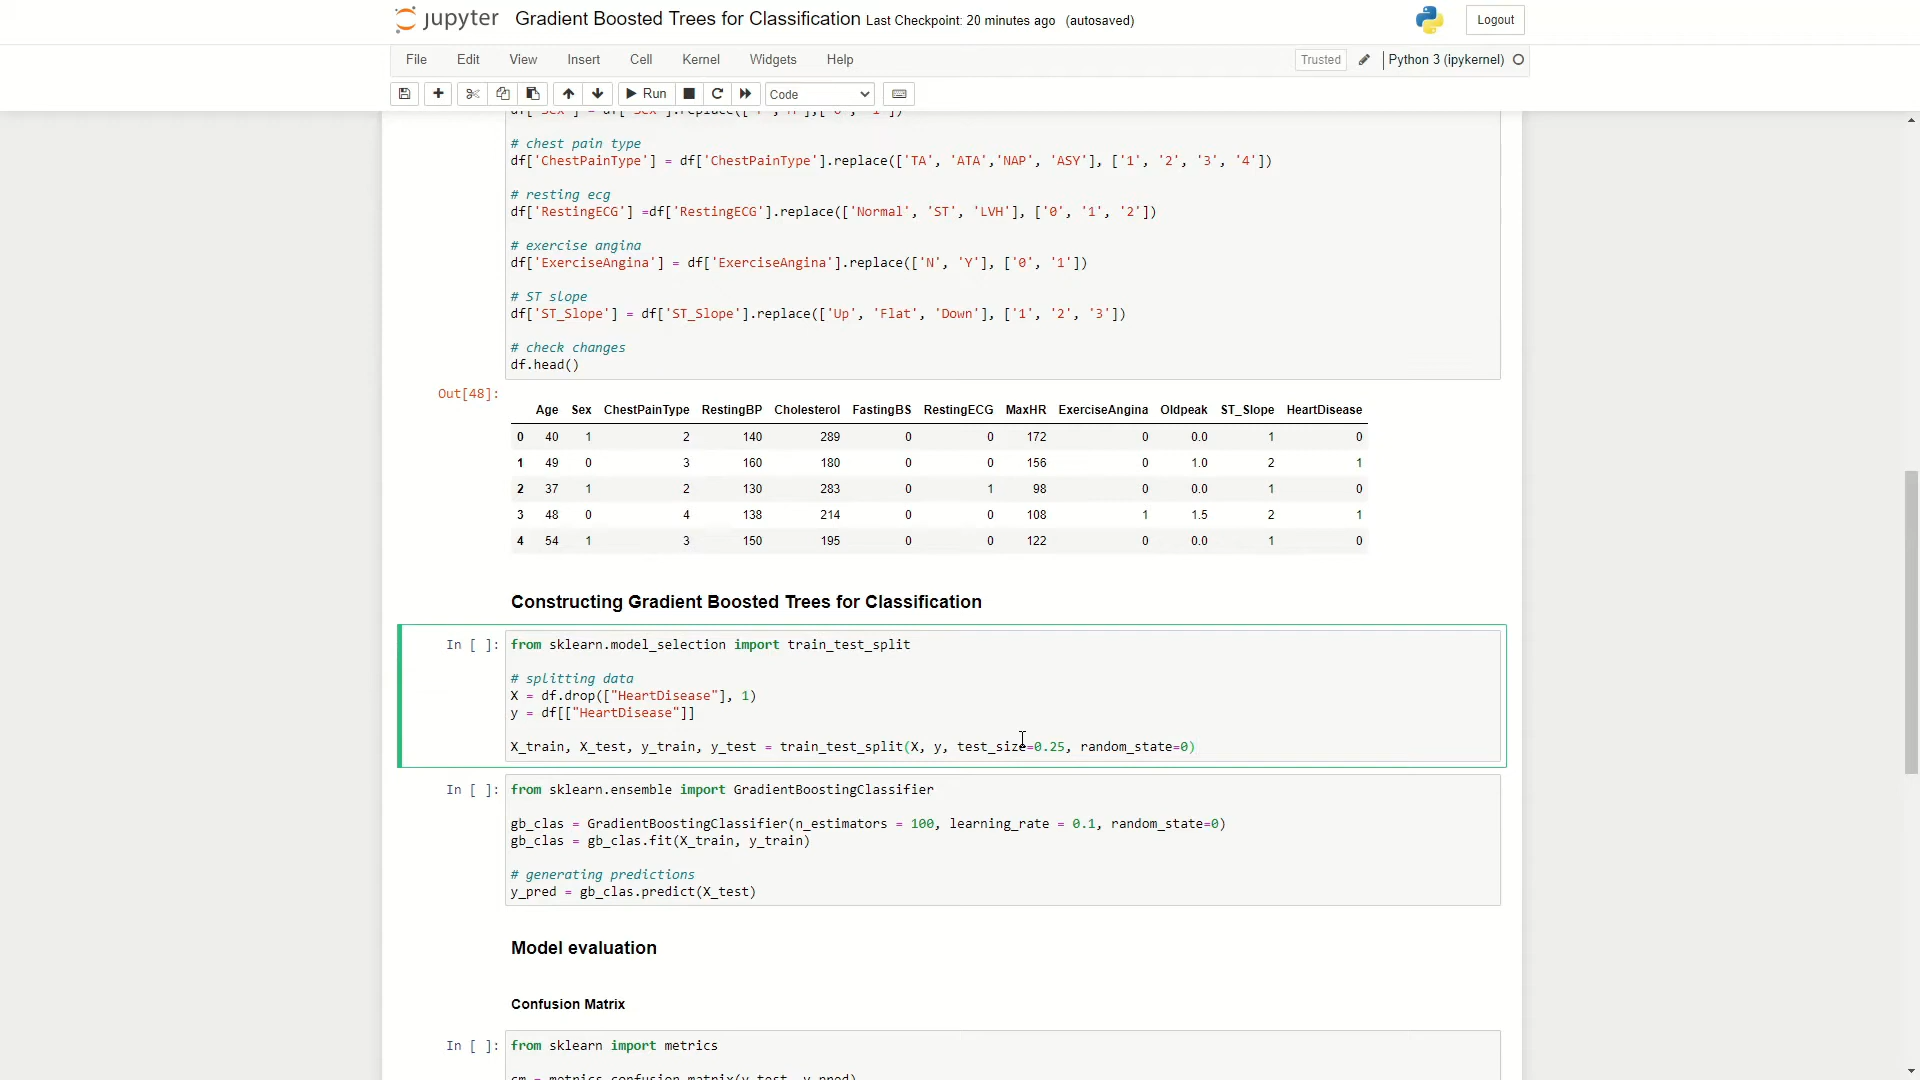 jupyter Gradient Boosted Trees for Classification Last Checkpoint: 20 minutes ago (autosaved) Logout
File Edit View Insert Cell Kernel Widgets Help Trusted Python 3 (ipykernel)
Run Code
# chest pain type
df['ChestPainType'] = df['ChestPainType'].replace(['TA', 'ATA','NAP', 'ASY'], ['1', '2', '3', '4'])
# resting ecg
df['RestingECG'] =df['RestingECG'].replace(['Normal', 'ST', 'LVH'], ['0', '1', '2'])
# exercise angina
df['ExerciseAngina'] = df['ExerciseAngina'].replace(['N', 'Y'], ['0', '1'])
# ST slope
df['ST_Slope'] = df['ST_Slope'].replace(['Up', 'Flat', 'Down'], ['1', '2', '3'])
# check changes
df.head()
Out[48]:
Age Sex ChestPainType RestingBP Cholesterol FastingBS RestingECG MaxHR ExerciseAngina Oldpeak ST_Slope HeartDisease
0 40 1 2 140 289 0 0 172 0 0.0 1 0
1 49 0 3 160 180 0 0 156 0 1.0 2 1
2 37 1 2 130 283 0 1 98 0 0.0 1 0
3 48 0 4 138 214 0 0 108 1 1.5 2 1
4 54 1 3 150 195 0 0 122 0 0.0 1 0
Constructing Gradient Boosted Trees for Classification
In [ ]: from sklearn.model_selection import train_test_split
# splitting data
X = df.drop(["HeartDisease"], 1)
y = df[["HeartDisease"]]
X_train, X_test, y_train, y_test = train_test_split(X, y, test_size=0.25, random_state=0)
In [ ]: from sklearn.ensemble import GradientBoostingClassifier
gb_clas = GradientBoostingClassifier(n_estimators = 100, learning_rate = 0.1, random_state=0)
gb_clas = gb_clas.fit(X_train, y_train)
# generating predictions
y_pred = gb_clas.predict(X_test)
Model evaluation
Confusion Matrix
In [ ]: from sklearn import metrics
cm = metrics.confusion_matrix(y_test, y_pred)